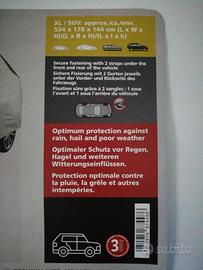 XL / SUV: approx./ca./env.
534 x 178 x 144 cm (L x W x
H)/(L x B x H)/(L x l x h)
Secure fastening with 2 straps under
the front and rear of the vehicle
Sichere Fixierung mit 2 Gurten jeweils
unter der Vorder- und Rückseite des
Fahrzeugs
Fixation sûre grâce à 2 sangles : 1 sous
l'avant et 1 sous l'arrière du véhicule
Optimum protection against
rain, hail and poor weather
Optimaler Schutz vor Regen,
Hagel und weiteren
Witterungseinflüssen.
Protection optimale contre
la pluie, la grêle et autres
intempéries.
3
subito